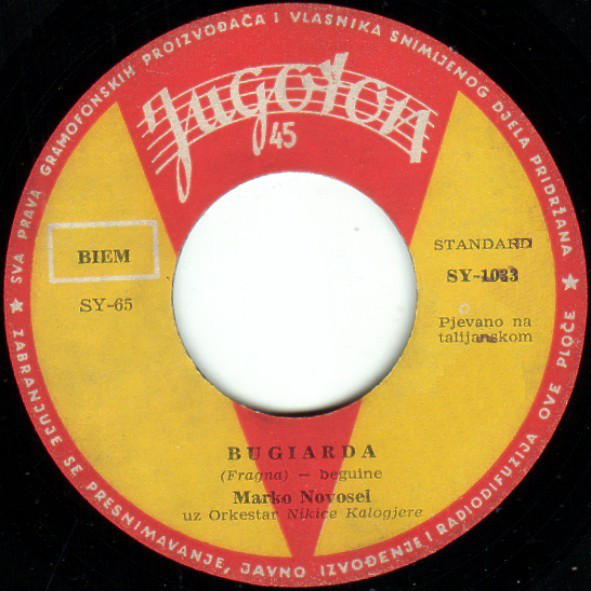 SVA PRAVA GRAMOFONSKIH PROIZVOĐAČA I VLASNIKA SNIMLJENOG DJELA PRIDRŽANA ★
Jugoton
45
BIEM
SY-65
STANDARD
SY-1033
Pjevano na
talijanskom
BUGIARDA
(Fragna) — beguine
Marko Novosel
uz Orkestar Nikice Kalogjere
★ ZABRANJUJE SE PRESNIMAVANJE, JAVNO IZVOĐENJE I RADIODIFUZIJA OVE PLOČE